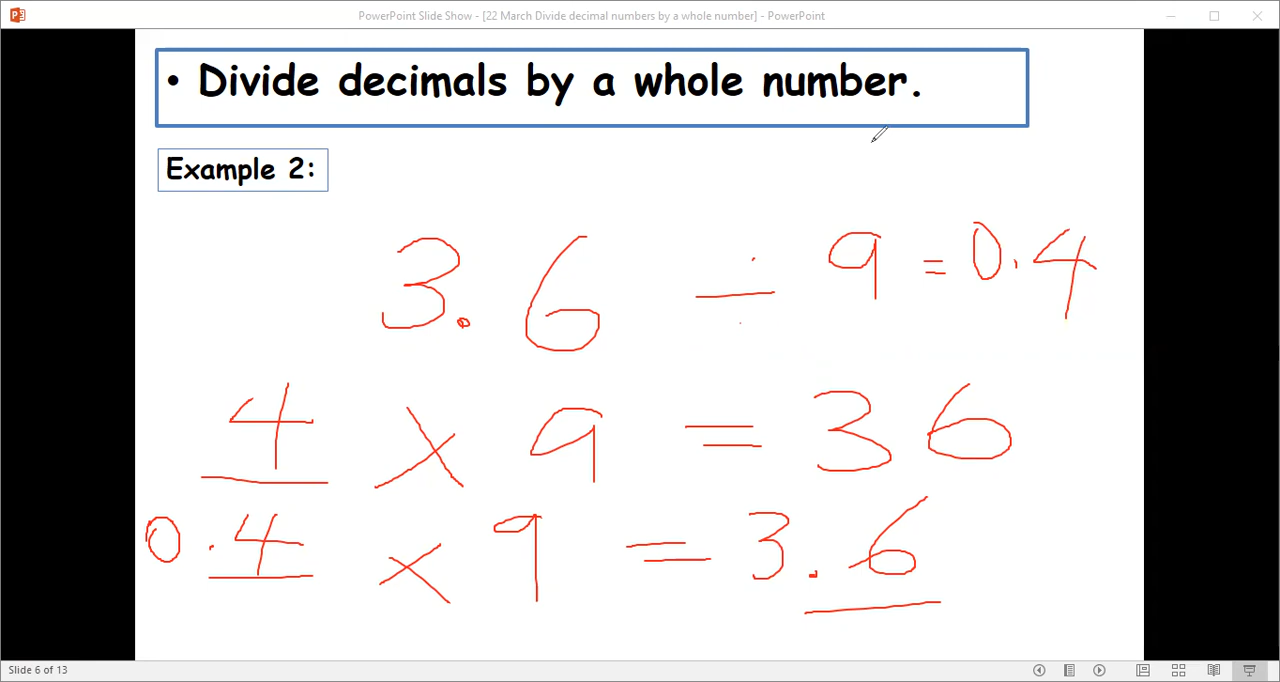 PowerPoint Slide Show - [22 March Divide decimal numbers by a whole number] - PowerPoint
• Divide decimals by a whole number.
Example 2:
3.6 ÷ 9 = 0.4
4 × 9 = 36
0.4 × 9 = 3.6
Slide 6 of 13